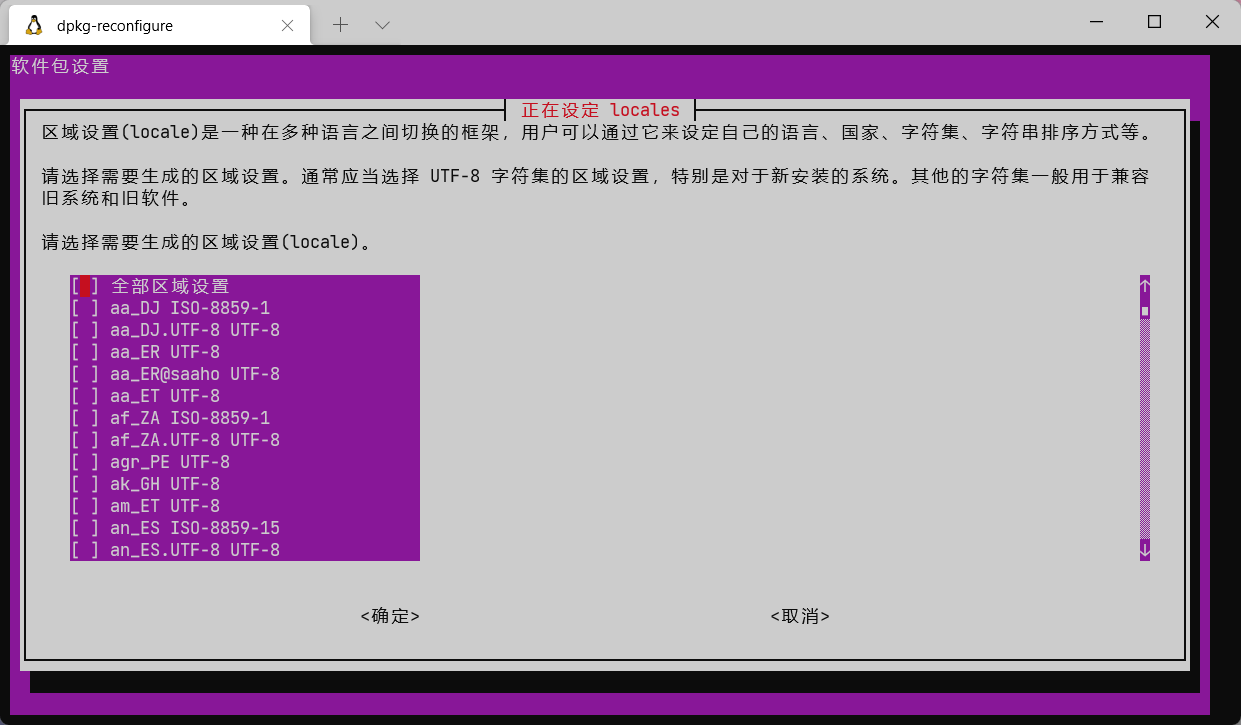 dpkg-reconfigure
软件包设置
正在设定 locales
区域设置(locale)是一种在多种语言之间切换的框架，用户可以通过它来设定自己的语言、国家、字符集、字符串排序方式等。
请选择需要生成的区域设置。通常应当选择 UTF-8 字符集的区域设置，特别是对于新安装的系统。其他的字符集一般用于兼容
旧系统和旧软件。
请选择需要生成的区域设置(locale)。
[ ] 全部区域设置
[ ] aa_DJ ISO-8859-1
[ ] aa_DJ.UTF-8 UTF-8
[ ] aa_ER UTF-8
[ ] aa_ER@saaho UTF-8
[ ] aa_ET UTF-8
[ ] af_ZA ISO-8859-1
[ ] af_ZA.UTF-8 UTF-8
[ ] agr_PE UTF-8
[ ] ak_GH UTF-8
[ ] am_ET UTF-8
[ ] an_ES ISO-8859-15
[ ] an_ES.UTF-8 UTF-8
<确定> <取消>